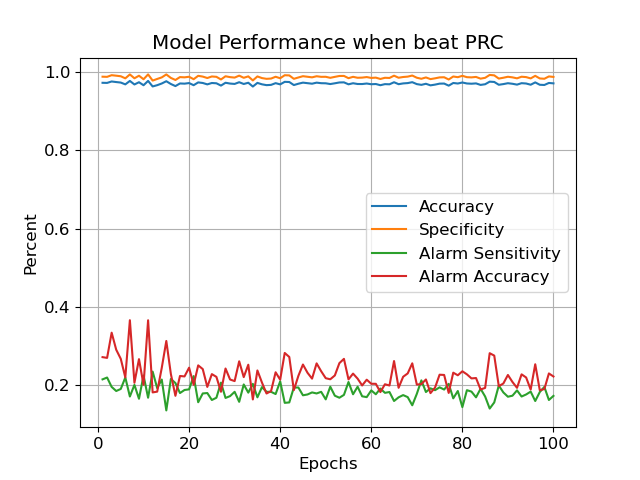 Model Performance when beat PRC
1.0
0.8
0.6
0.4
0.2
Percent
Accuracy
Specificity
Alarm Sensitivity
Alarm Accuracy
0 20 40 60 80 100
Epochs